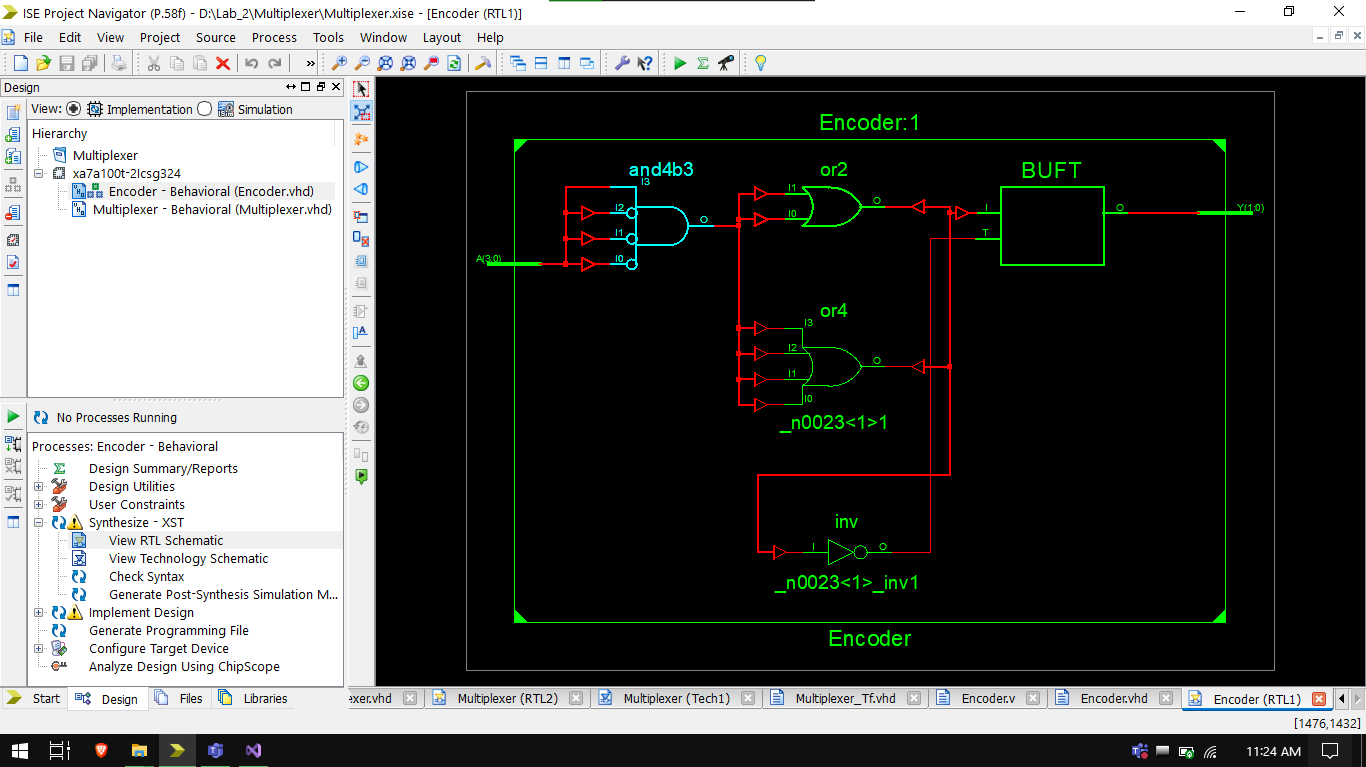 ISE Project Navigator (P.58f) - D:\Lab_2\Multiplexer\Multiplexer.xise - [Encoder (RTL1)]
File Edit View Project Source Process Tools Window Layout Help
Design
View: Implementation Simulation
Hierarchy
Multiplexer
xa7a100t-2Icsg324
Encoder - Behavioral (Encoder.vhd)
Multiplexer - Behavioral (Multiplexer.vhd)
No Processes Running
Processes: Encoder - Behavioral
Design Summary/Reports
Design Utilities
User Constraints
Synthesize - XST
View RTL Schematic
View Technology Schematic
Check Syntax
Generate Post-Synthesis Simulation M...
Implement Design
Generate Programming File
Configure Target Device
Analyze Design Using ChipScope
Start Design Files Libraries
Encoder:1
and4b3 or2 BUFT
I3
I2 I1 O O
I1 I0 O I T O
I0
A(3:0) Y(1:0)
or4
I3
I2
I1 O
I0
_n0023<1>1
inv
I O
_n0023<1>_inv1
Encoder
exer.vhd Multiplexer (RTL2) Multiplexer (Tech1) Multiplexer_Tf.vhd Encoder.v Encoder.vhd Encoder (RTL1)
[1476,1432]
11:24 AM